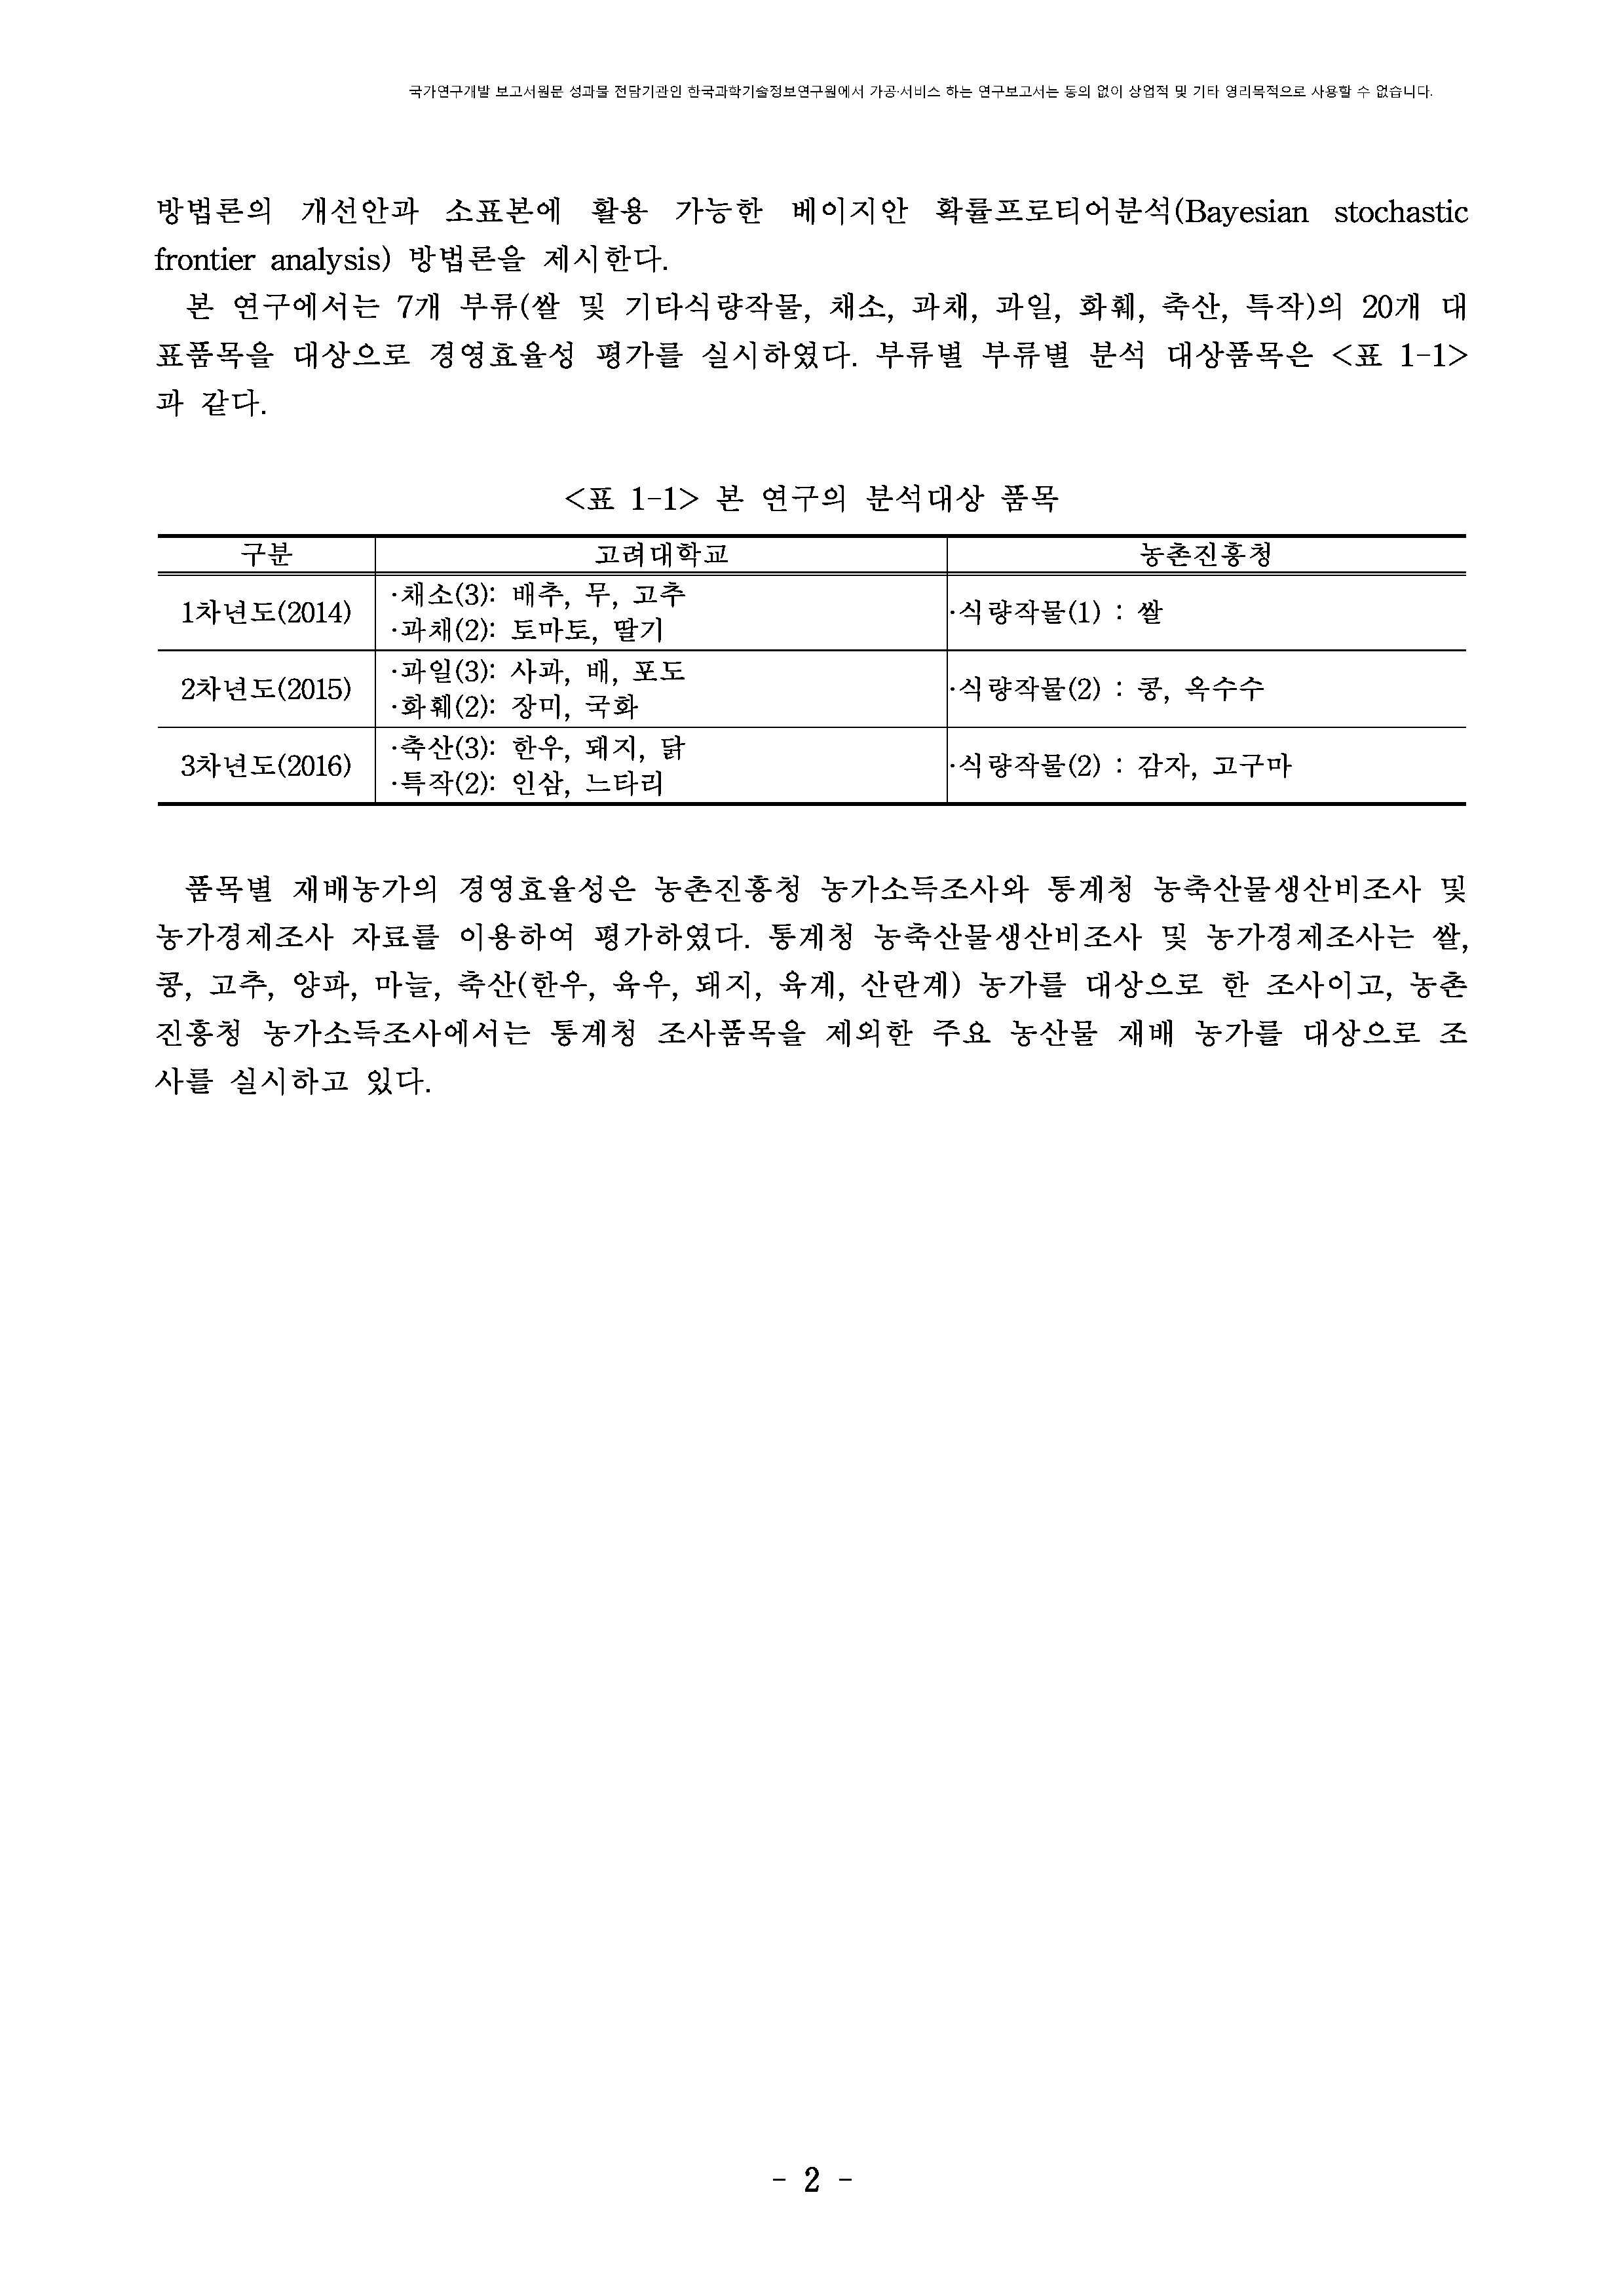 국가연구개발 보고서원문 성과물 전담기관인 한국과학기술정보연구원에서 가공·서비스 하는 연구보고서는 동의 없이 상업적 및 기타 영리목적으로 사용할 수 없습니다.
방법론의 개선안과 소표본에 활용 가능한 베이지안 확률프로티어분석(Bayesian stochastic
frontier analysis) 방법론을 제시한다.
본 연구에서는 7개 부류(쌀 및 기타식량작물, 채소, 과채, 과일, 화훼, 축산, 특작)의 20개 대
표품목을 대상으로 경영효율성 평가를 실시하였다. 부류별 부류별 분석 대상품목은 <표 1-1>
과 같다.
<표 1-1> 본 연구의 분석대상 품목
구분 고려대학교 농촌진흥청
1차년도(2014)
·채소(3): 배추, 무, 고추
·과채(2): 토마토, 딸기
·식량작물(1) : 쌀
2차년도(2015)
·과일(3): 사과, 배, 포도
·화훼(2): 장미, 국화
·식량작물(2) : 콩, 옥수수
3차년도(2016)
·축산(3): 한우, 돼지, 닭
·특작(2): 인삼, 느타리
·식량작물(2) : 감자, 고구마
품목별 재배농가의 경영효율성은 농촌진흥청 농가소득조사와 통계청 농축산물생산비조사 및
농가경제조사 자료를 이용하여 평가하였다. 통계청 농축산물생산비조사 및 농가경제조사는 쌀,
콩, 고추, 양파, 마늘, 축산(한우, 육우, 돼지, 육계, 산란계) 농가를 대상으로 한 조사이고, 농촌
진흥청 농가소득조사에서는 통계청 조사품목을 제외한 주요 농산물 재배 농가를 대상으로 조
사를 실시하고 있다.
- 2 -